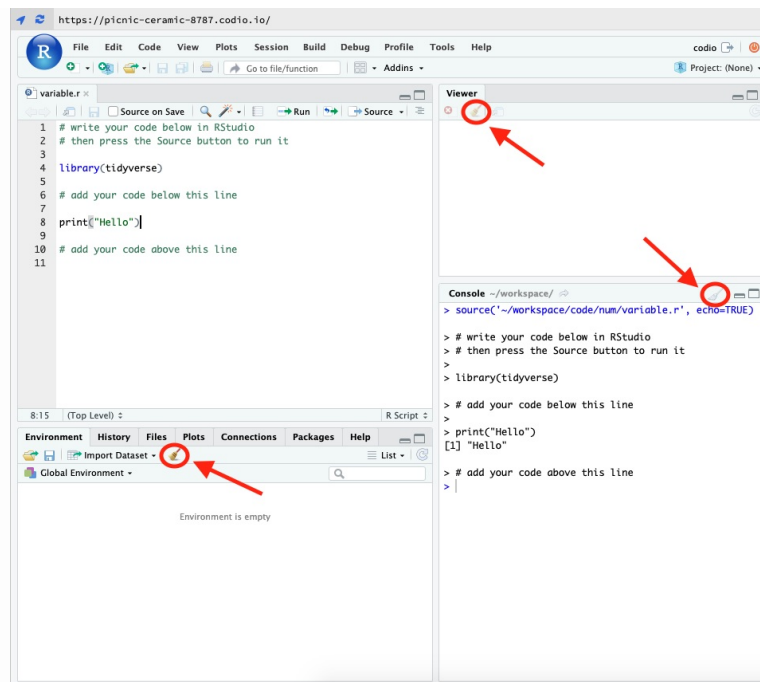 https://picnic-ceramic-8787.codio.io/
R File Edit Code View Plots Session Build Debug Profile Tools Help codio
Go to file/function Addins Project: (None)
variable.r
Source on Save Run Source
1 # write your code below in RStudio
2 # then press the Source button to run it
3
4 library(tidyverse)
5
6 # add your code below this line
7
8 print("Hello")
9
10 # add your code above this line
11
8:15 (Top Level) R Script
Environment History Files Plots Connections Packages Help
Import Dataset List
Global Environment
Environment is empty
Viewer
Console ~/workspace/
> source('~/workspace/code/num/variable.r', echo=TRUE)
> # write your code below in RStudio
> # then press the Source button to run it
>
> library(tidyverse)
> # add your code below this line
>
> print("Hello")
[1] "Hello"
> # add your code above this line
>